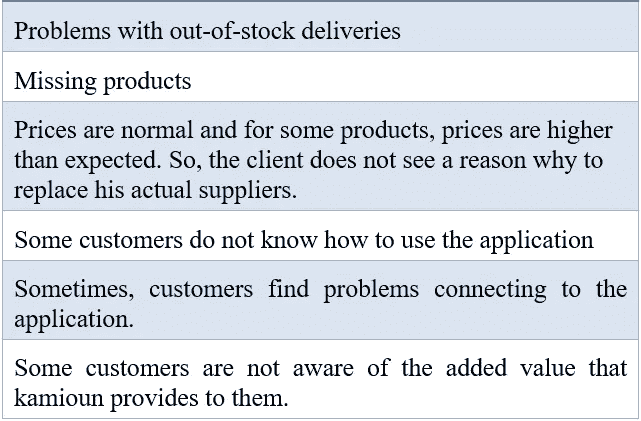 Problems with out-of-stock deliveries
Missing products
Prices are normal and for some products, prices are higher
than expected. So, the client does not see a reason why to
replace his actual suppliers.
Some customers do not know how to use the application
Sometimes, customers find problems connecting to the
application.
Some customers are not aware of the added value that
kamioun provides to them.